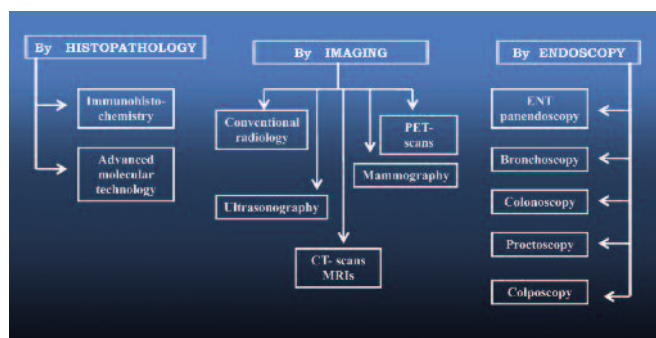 By HISTOPATHOLOGY
Immunohisto-
chemistry
Advanced
molecular
technology
By IMAGING
Conventional
radiology
Ultrasonography
CT- scans
MRIs
Mammography
PET-
scans
By ENDOSCOPY
ENT
panendoscopy
Bronchoscopy
Colonoscopy
Proctoscopy
Colposcopy